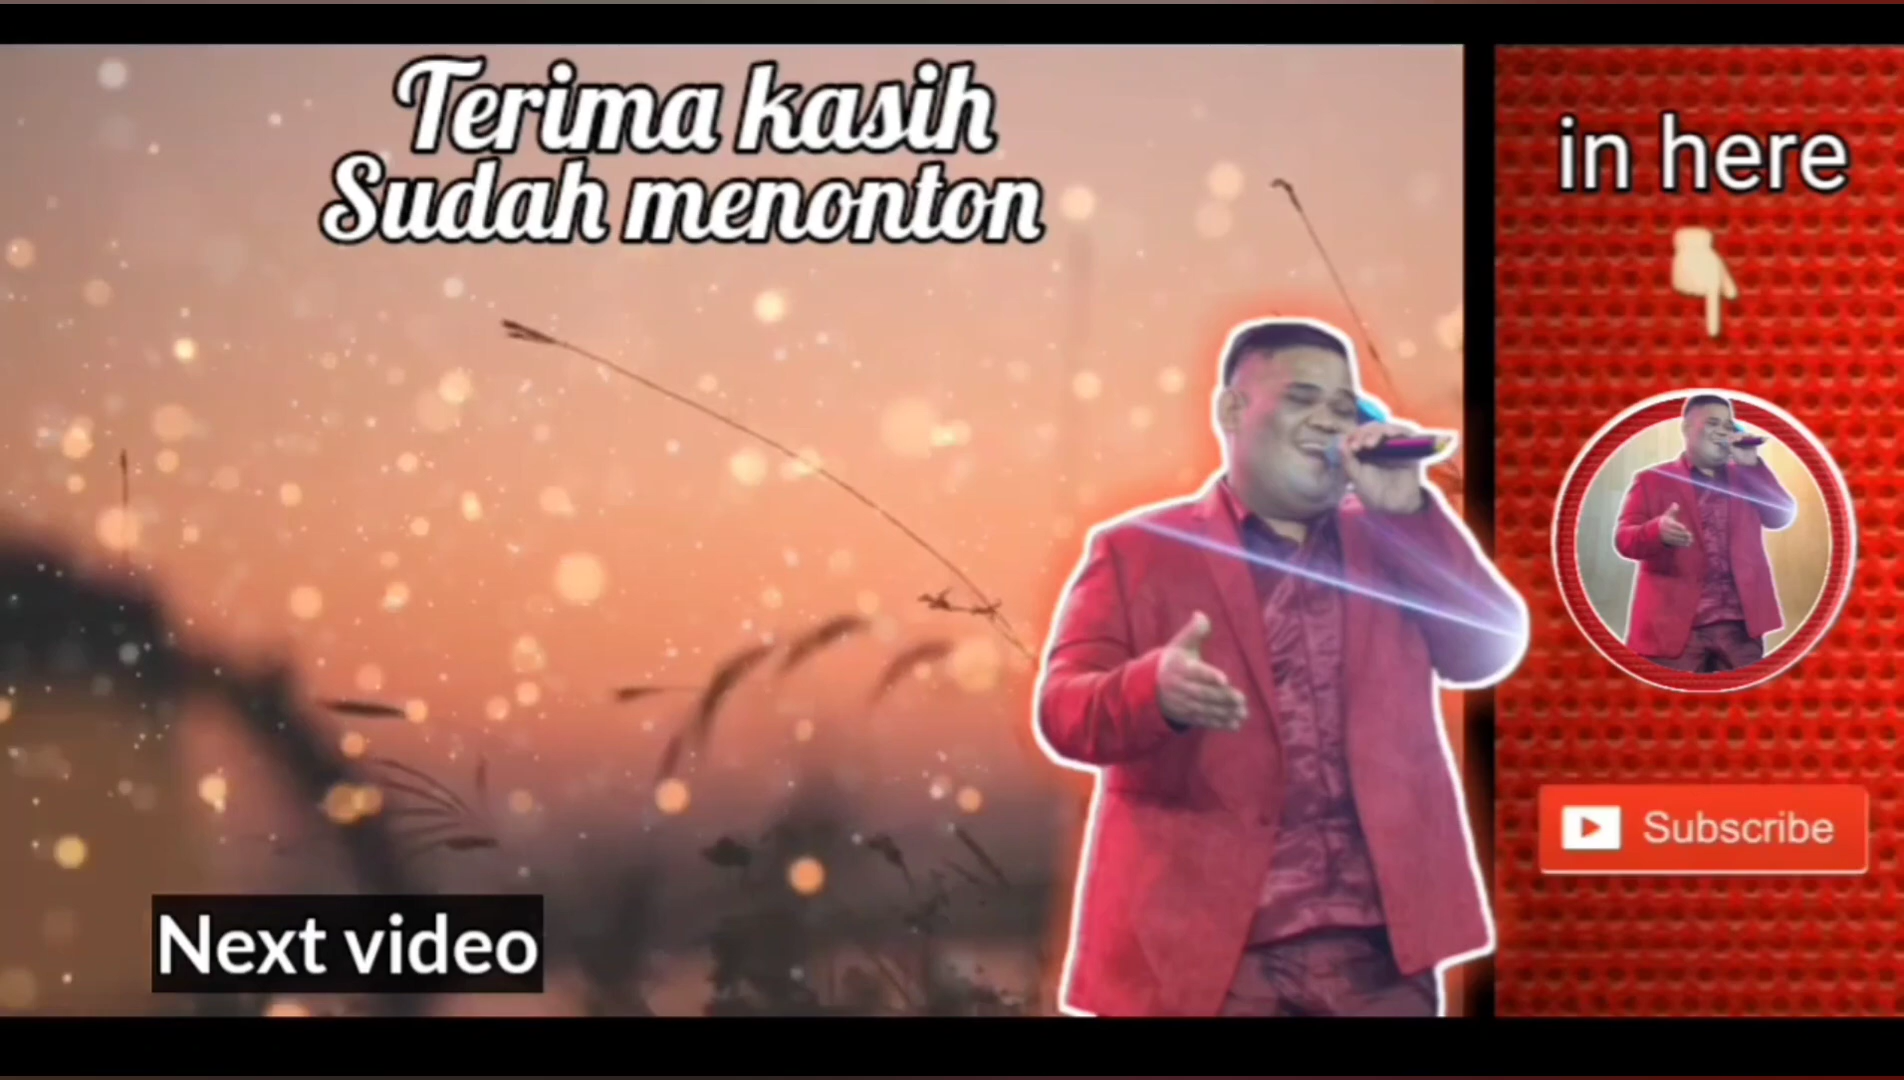 Terima kasih
Sudah menonton
in here
Subscribe
Next video